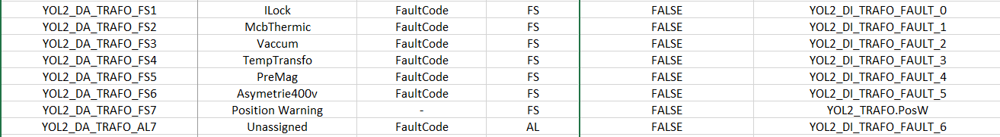 YOL2_DA_TRAFO_FS1 ILock FaultCode FS FALSE YOL2_DI_TRAFO_FAULT_0
YOL2_DA_TRAFO_FS2 McbThermic FaultCode FS FALSE YOL2_DI_TRAFO_FAULT_1
YOL2_DA_TRAFO_FS3 Vaccum FaultCode FS FALSE YOL2_DI_TRAFO_FAULT_2
YOL2_DA_TRAFO_FS4 TempTransfo FaultCode FS FALSE YOL2_DI_TRAFO_FAULT_3
YOL2_DA_TRAFO_FS5 PreMag FaultCode FS FALSE YOL2_DI_TRAFO_FAULT_4
YOL2_DA_TRAFO_FS6 Asymetrie400v FaultCode FS FALSE YOL2_DI_TRAFO_FAULT_5
YOL2_DA_TRAFO_FS7 Position Warning - FS FALSE YOL2_TRAFO.PosW
YOL2_DA_TRAFO_AL7 Unassigned FaultCode AL FALSE YOL2_DI_TRAFO_FAULT_6